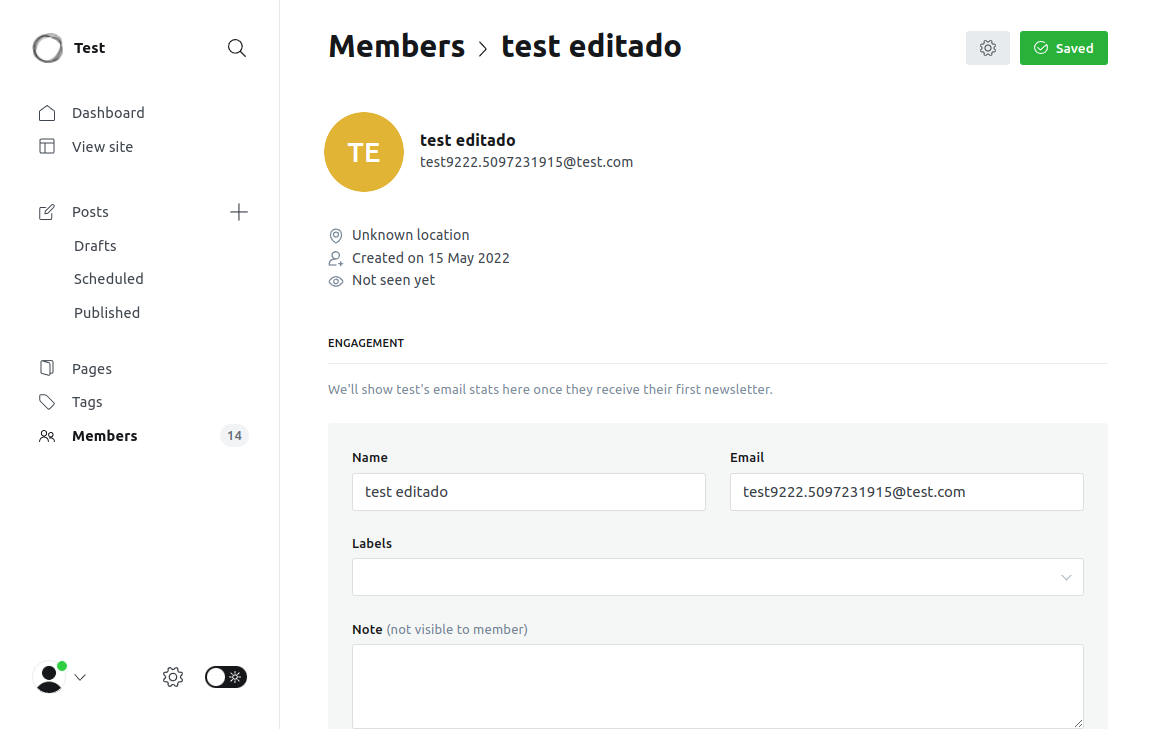 Test
Dashboard
View site
Posts
Drafts
Scheduled
Published
Pages
Tags
Members 14
Members > test editado
Saved
TE
test editado
test9222.5097231915@test.com
Unknown location
Created on 15 May 2022
Not seen yet
ENGAGEMENT
We'll show test's email stats here once they receive their first newsletter.
Name
test editado
Email
test9222.5097231915@test.com
Labels
Note (not visible to member)